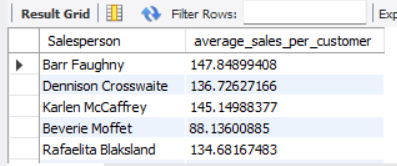 Result Grid Filter Rows: Exp
Salesperson average_sales_per_customer
Barr Faughny 147.84899408
Dennison Crosswaite 136.72627166
Karlen McCaffrey 145.14988377
Beverie Moffet 88.13600885
Rafaelita Blaksland 134.68167483